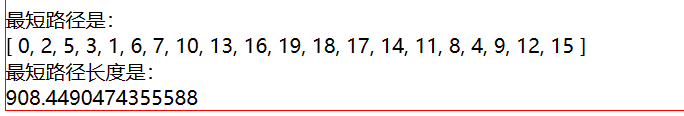 最短路径是：
[ 0, 2, 5, 3, 1, 6, 7, 10, 13, 16, 19, 18, 17, 14, 11, 8, 4, 9, 12, 15 ]
最短路径长度是：
908.4490474355588